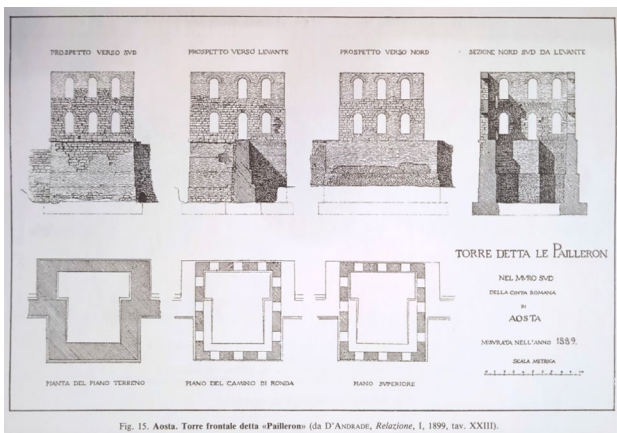 PROSPETTO VERSO SVD
PROSPETTO VERSO LEVANTE
PROSPETTO VERSO NORD
SEZIONE NORD SVD DA LEVANTE
TORRE DETTA LE PAILLERON
NEL MVRO SVD
DELLA CINTA ROMANA
DI
AOSTA
MISVRATA NELL'ANNO 1889.
SCALA METRICA
PIANTA DEL PIANO TERRENO
PIANO DEL CAMINO DI RONDA
PIANO SVPERIORE
Fig. 15. Aosta. Torre frontale detta «Pailleron» (da D'ANDRADE, Relazione, I, 1899, tav. XXIII).